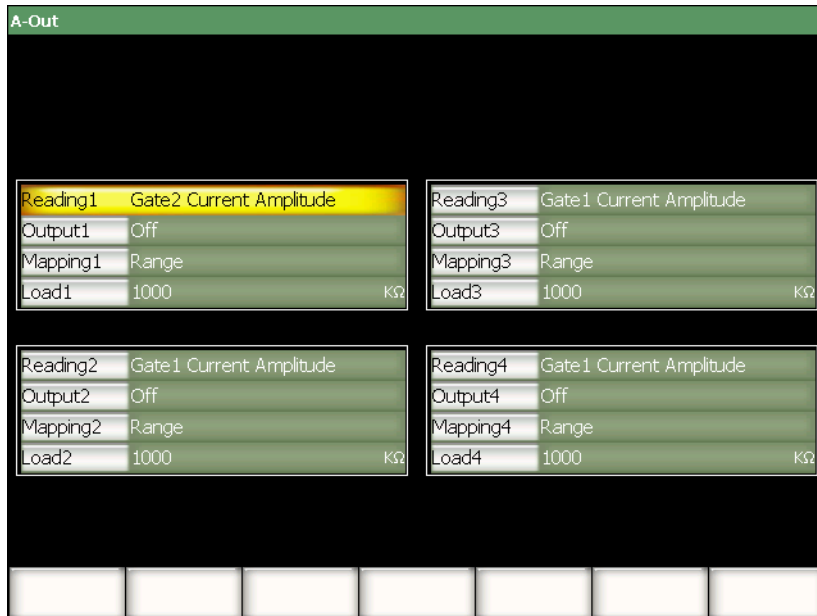 A-Out
Reading1 Gate2 Current Amplitude
Output1 Off
Mapping1 Range
Load1 1000 KΩ
Reading3 Gate1 Current Amplitude
Output3 Off
Mapping3 Range
Load3 1000 KΩ
Reading2 Gate1 Current Amplitude
Output2 Off
Mapping2 Range
Load2 1000 KΩ
Reading4 Gate1 Current Amplitude
Output4 Off
Mapping4 Range
Load4 1000 KΩ